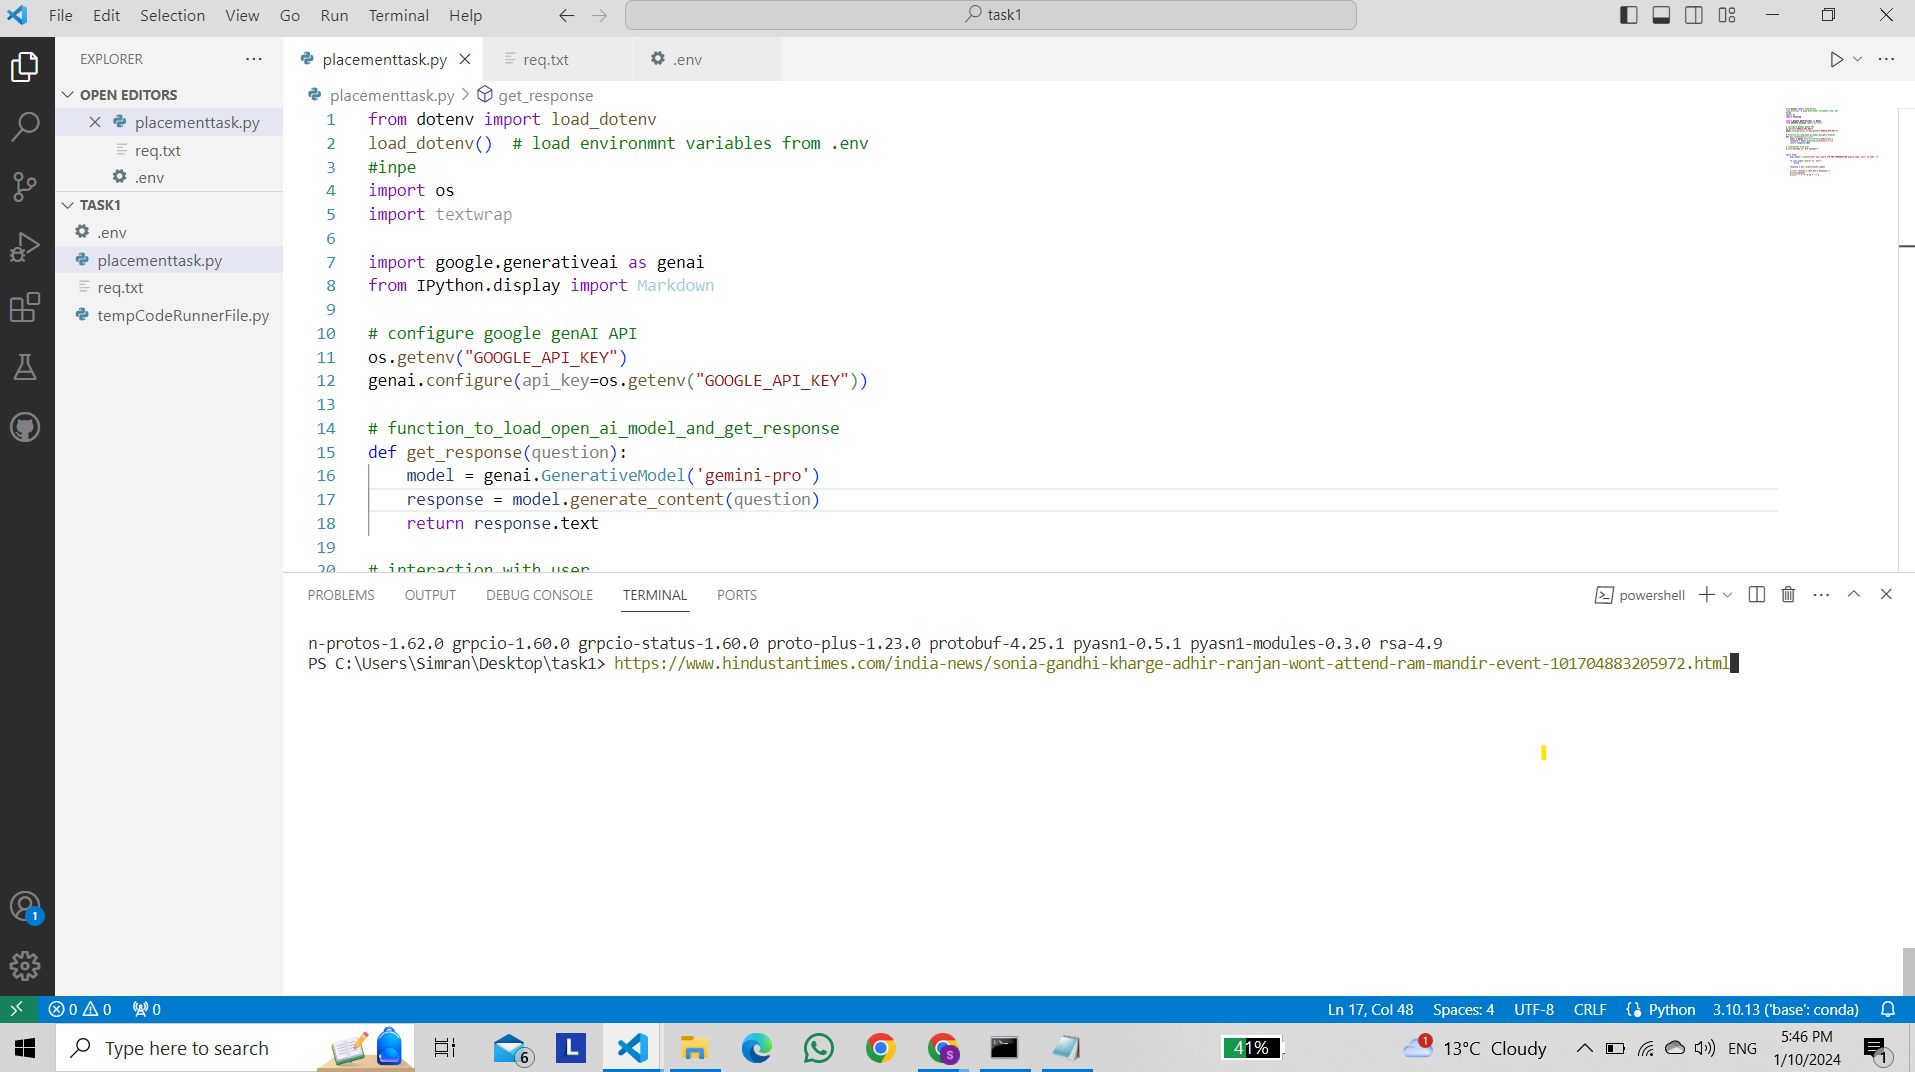 File Edit Selection View Go Run Terminal Help
task1
EXPLORER
OPEN EDITORS
placementtask.py
req.txt
.env
TASK1
.env
placementtask.py
req.txt
tempCodeRunnerFile.py
placementtask.py req.txt .env
placementtask.py get_response
1 from dotenv import load_dotenv
2 load_dotenv()  # load environmnt variables from .env
3 #inpe
4 import os
5 import textwrap
6
7 import google.generativeai as genai
8 from IPython.display import Markdown
9
10 # configure google genAI API
11 os.getenv("GOOGLE_API_KEY")
12 genai.configure(api_key=os.getenv("GOOGLE_API_KEY"))
13
14 # function_to_load_open_ai_model_and_get_response
15 def get_response(question):
16     model = genai.GenerativeModel('gemini-pro')
17     response = model.generate_content(question)
18     return response.text
19
20 # interaction with user
PROBLEMS OUTPUT DEBUG CONSOLE TERMINAL PORTS
powershell
n-protos-1.62.0 grpcio-1.60.0 grpcio-status-1.60.0 proto-plus-1.23.0 protobuf-4.25.1 pyasn1-0.5.1 pyasn1-modules-0.3.0 rsa-4.9
PS C:\Users\Simran\Desktop\task1> https://www.hindustantimes.com/india-news/sonia-gandhi-kharge-adhir-ranjan-wont-attend-ram-mandir-event-101704883205972.html
1
0 0 0
Ln 17, Col 48 Spaces: 4 UTF-8 CRLF Python 3.10.13 ('base': conda)
Type here to search
6
L
S
41%
1
13°C Cloudy
ENG
5:46 PM
1/10/2024
1